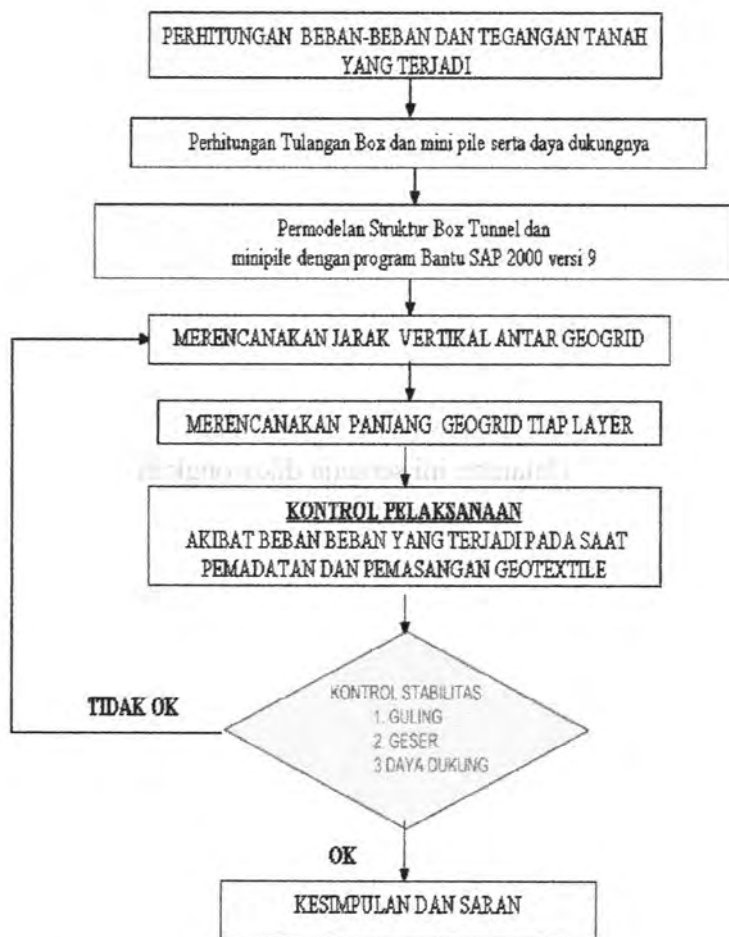 PERHITUNGAN BEBAN-BEBAN DAN TEGANGAN TANAH
YANG TERJADI
Perhitungan Tulangan Box dan mini pile serta daya dukungnya
Permodelan Struktur Box Tunnel dan
minipile dengan program Bantu SAP 2000 versi 9
MERENCANAKAN JARAK VERTIKAL ANTAR GEOGRID
MERENCANAKAN PANJANG GEOGRID TIAP LAYER
KONTROL PELAKSANAAN
AKIBAT BEBAN BEBAN YANG TERJADI PADA SAAT
PEMADATAN DAN PEMASANGAN GEOTEXTILE
KONTROL STABILITAS
1. GULING
2. GESER
3 DAYA DUKUNG
TIDAK OK
OK
KESIMPULAN DAN SARAN